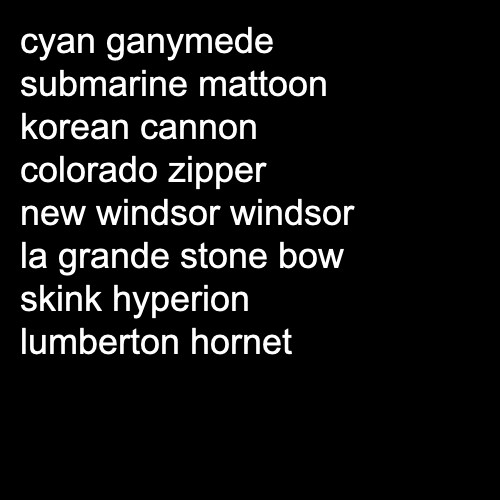 cyan ganymede
submarine mattoon
korean cannon
colorado zipper
new windsor windsor
la grande stone bow
skink hyperion
lumberton hornet